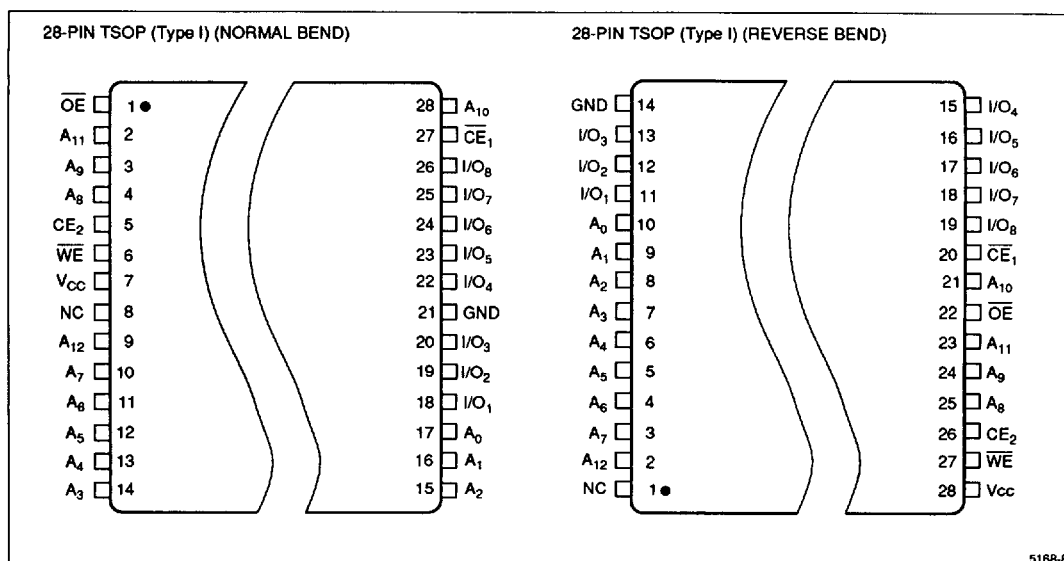 28-PIN TSOP (Type I) (NORMAL BEND)
O̅E̅ 1 ● 28 A₁₀
A₁₁ 2 27 C̅E̅₁
A₉ 3 26 I/O₈
A₈ 4 25 I/O₇
CE₂ 5 24 I/O₆
W̅E̅ 6 23 I/O₅
VCC 7 22 I/O₄
NC 8 21 GND
A₁₂ 9 20 I/O₃
A₇ 10 19 I/O₂
A₆ 11 18 I/O₁
A₅ 12 17 A₀
A₄ 13 16 A₁
A₃ 14 15 A₂
28-PIN TSOP (Type I) (REVERSE BEND)
GND 14 15 I/O₄
I/O₃ 13 16 I/O₅
I/O₂ 12 17 I/O₆
I/O₁ 11 18 I/O₇
A₀ 10 19 I/O₈
A₁ 9 20 C̅E̅₁
A₂ 8 21 A₁₀
A₃ 7 22 O̅E̅
A₄ 6 23 A₁₁
A₅ 5 24 A₉
A₆ 4 25 A₈
A₇ 3 26 CE₂
A₁₂ 2 27 W̅E̅
NC 1 ● 28 Vcc